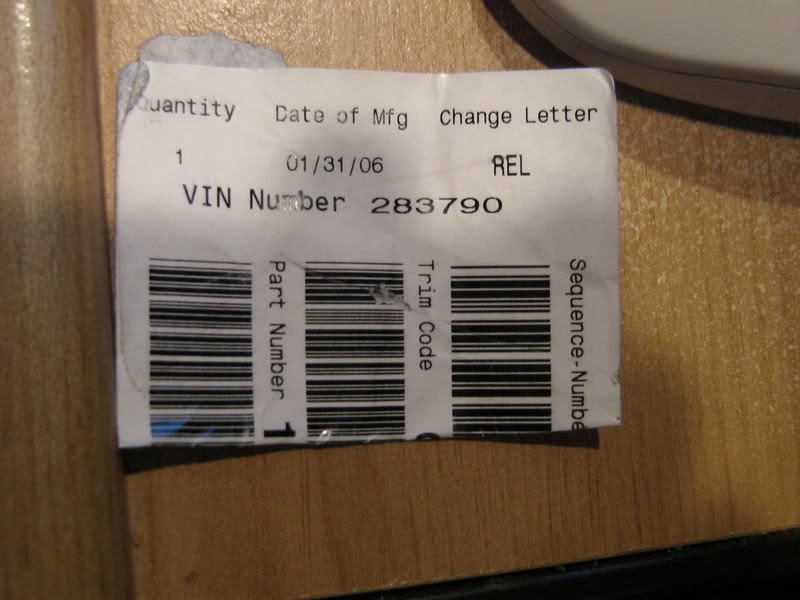 Quantity Date of Mfg Change Letter
1 01/31/06 REL
VIN Number 283790
Part Number 1
Trim Code
Sequence-Numbe